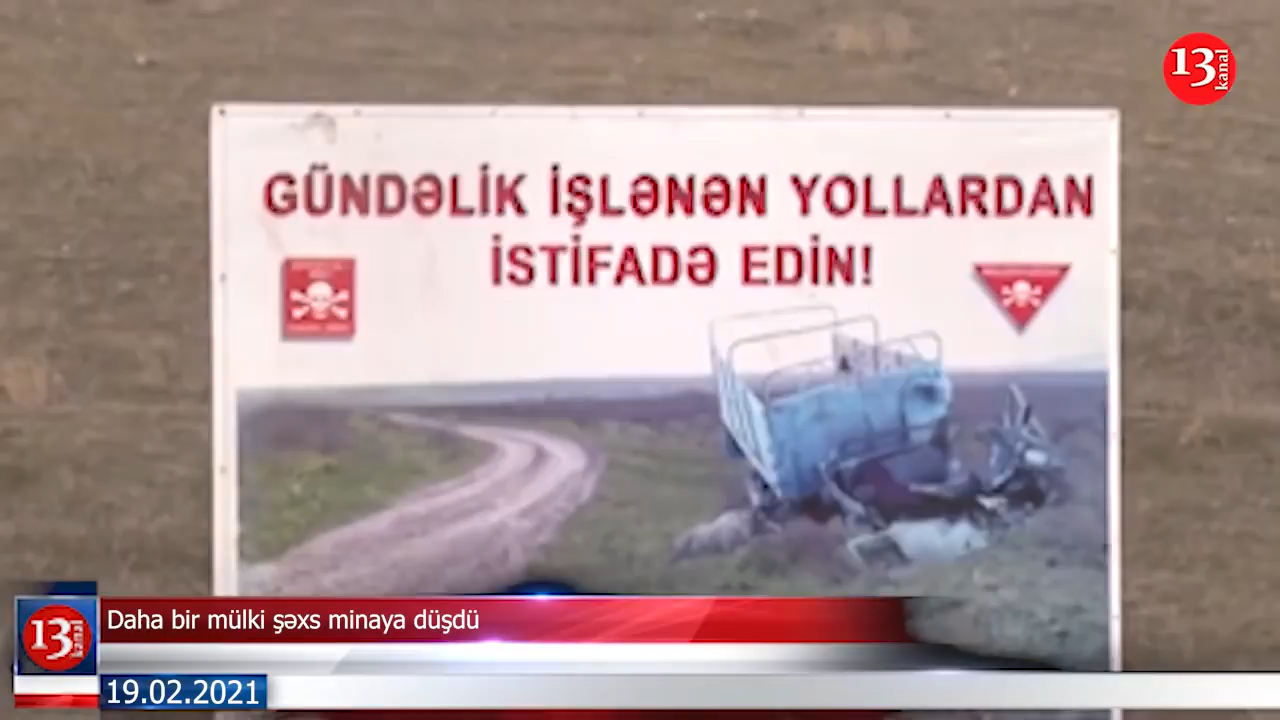 13 kanal
GÜNDƏLİK İŞLƏNƏN YOLLARDAN
İSTİFADƏ EDİN!
13 kanal
Daha bir mülki şəxs minaya düşdü
19.02.2021